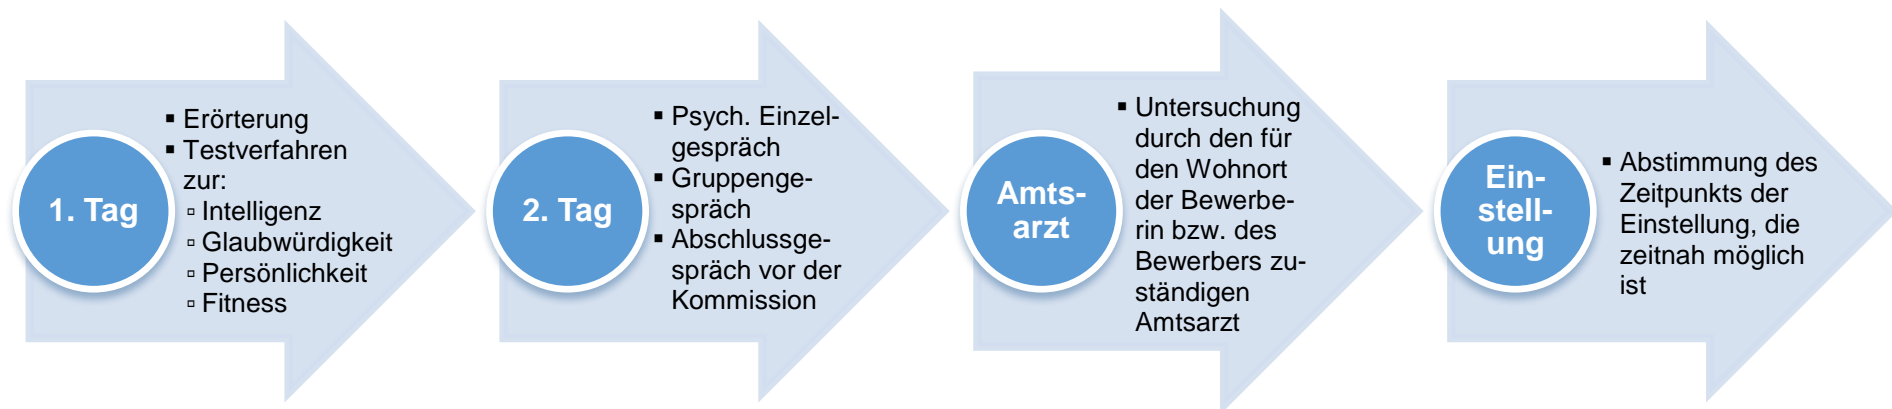 1. Tag
▪ Erörterung
▪ Testverfahren
zur:
▫ Intelligenz
▫ Glaubwürdigkeit
▫ Persönlichkeit
▫ Fitness
2. Tag
▪ Psych. Einzel-
gespräch
▪ Gruppenge-
spräch
▪ Abschlussge-
spräch vor der
Kommission
Amts-
arzt
▪ Untersuchung
durch den für
den Wohnort
der Bewerbe-
rin bzw. des
Bewerbers zu-
ständigen
Amtsarzt
Ein-
stell-
ung
▪ Abstimmung des
Zeitpunkts der
Einstellung, die
zeitnah möglich
ist